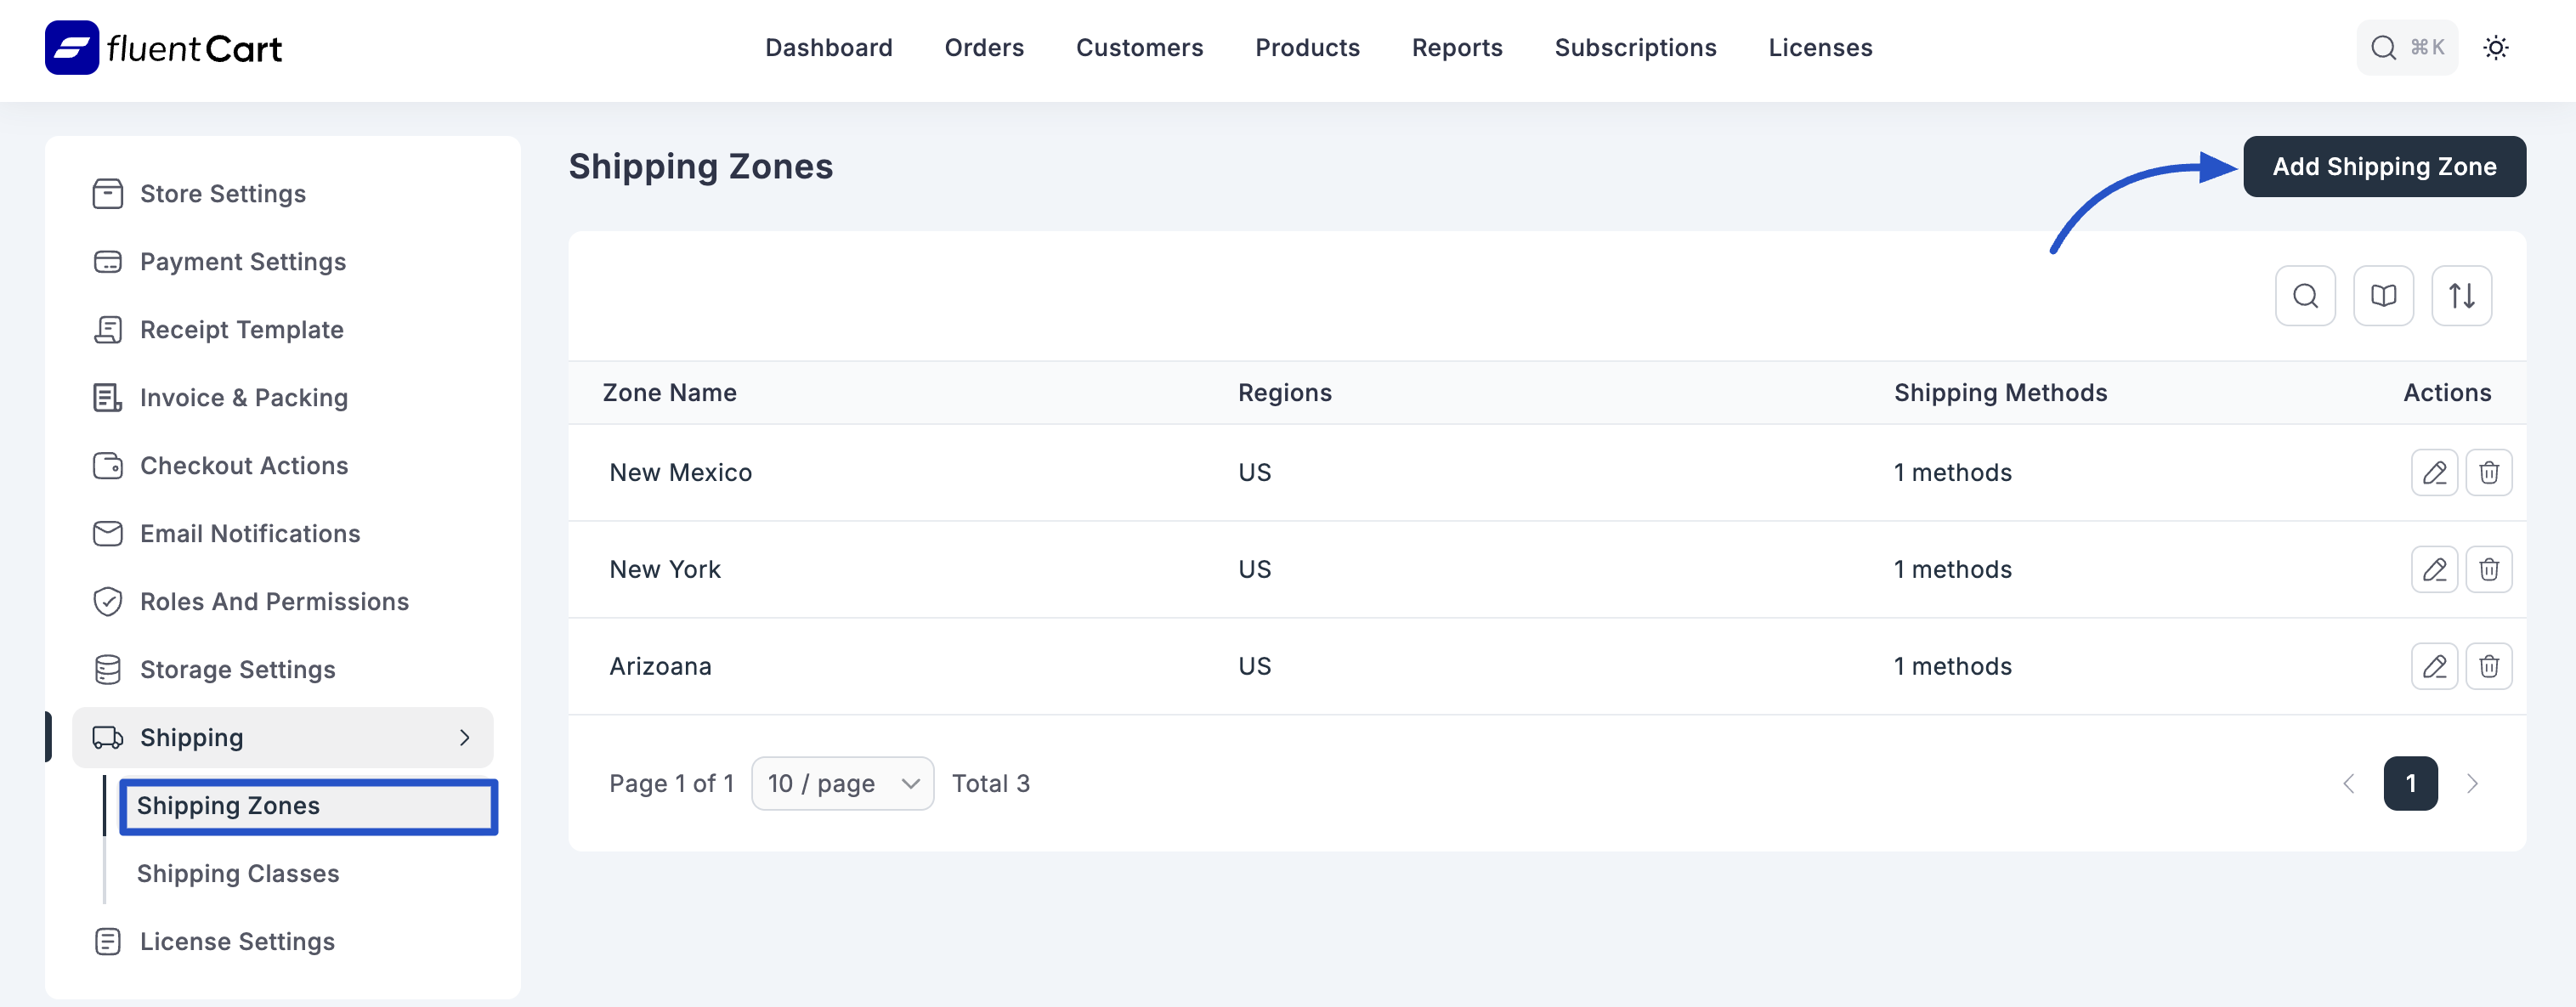 fluentCart
Dashboard Orders Customers Products Reports Subscriptions Licenses
⌘K
Store Settings
Payment Settings
Receipt Template
Invoice & Packing
Checkout Actions
Email Notifications
Roles And Permissions
Storage Settings
Shipping
Shipping Zones
Shipping Classes
License Settings
Shipping Zones
Add Shipping Zone
Zone Name Regions Shipping Methods Actions
New Mexico US 1 methods
New York US 1 methods
Arizoana US 1 methods
Page 1 of 1 10 / page Total 3
1